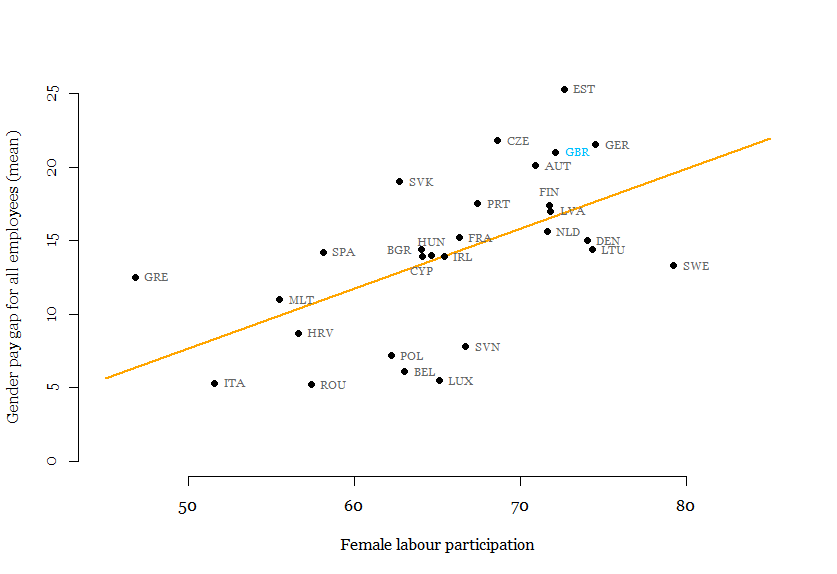 25
EST
CZE
GER
GBR
20
AUT
SVK
FIN
PRT
LVA
NLD
15
FRA
DEN
HUN
BGR
LTU
SPA
IRL
CYP
SWE
GRE
MLT
10
HRV
SVN
POL
BEL
LUX
5
ITA
ROU
0
50
60
70
80
Female labour participation
Gender pay gap for all employees (mean)